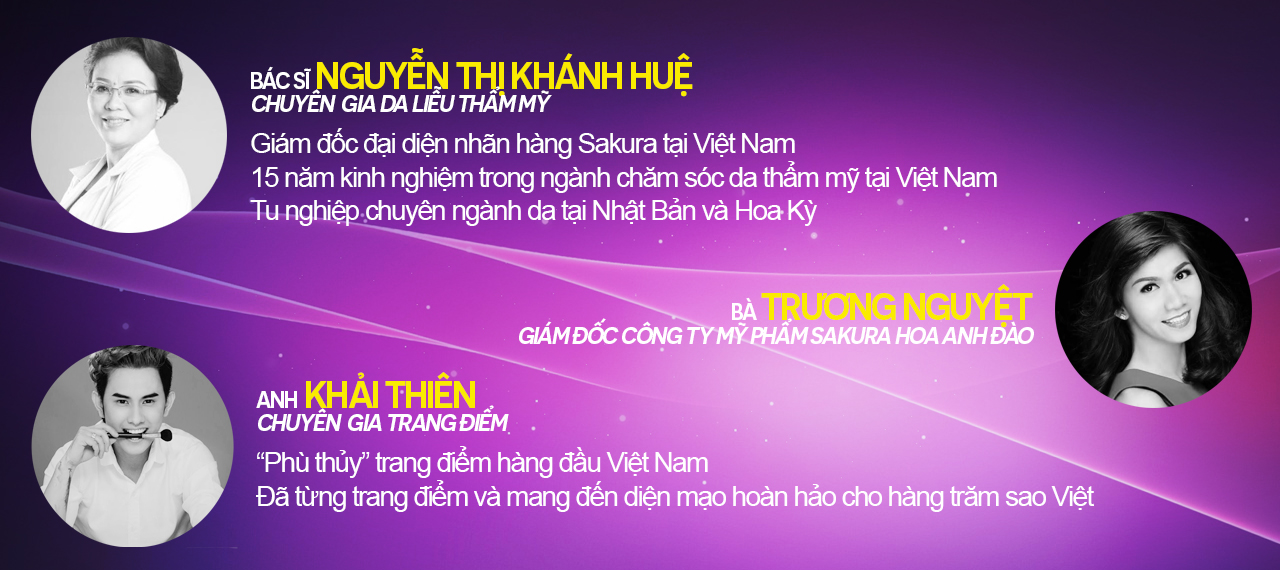 BÁC SĨ NGUYỄN THỊ KHÁNH HUỆ
CHUYÊN GIA DA LIỄU THẨM MỸ
Giám đốc đại diện nhãn hàng Sakura tại Việt Nam
15 năm kinh nghiệm trong ngành chăm sóc da thẩm mỹ tại Việt Nam
Tu nghiệp chuyên ngành da tại Nhật Bản và Hoa Kỳ
BÀ TRƯƠNG NGUYỆT
GIÁM ĐỐC CÔNG TY MỸ PHẨM SAKURA HOA ANH ĐÀO
ANH KHẢI THIÊN
CHUYÊN GIA TRANG ĐIỂM
“Phù thủy” trang điểm hàng đầu Việt Nam
Đã từng trang điểm và mang đến diện mạo hoàn hảo cho hàng trăm sao Việt